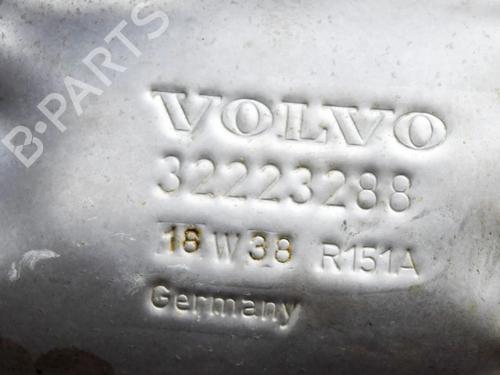 B-PARTS
VOLVO
32223288
18 W 38 R151A
Germany